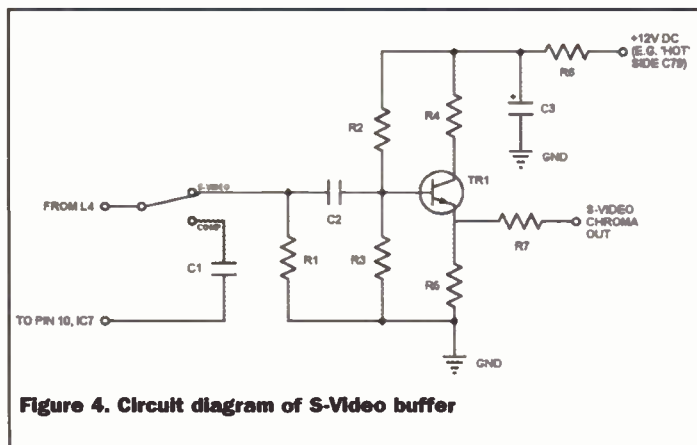 +12V DC
(E.G. 'HOT'
SIDE C79)
R6
R2
R4
C3
GND
TR1
S-VIDEO
FROM L4
C2
S-VIDEO
CHROMA
OUT
R7
COMP
C1
R1
R3
R5
TO PIN 10, IC7
GND
Figure 4. Circuit diagram of S-Video buffer